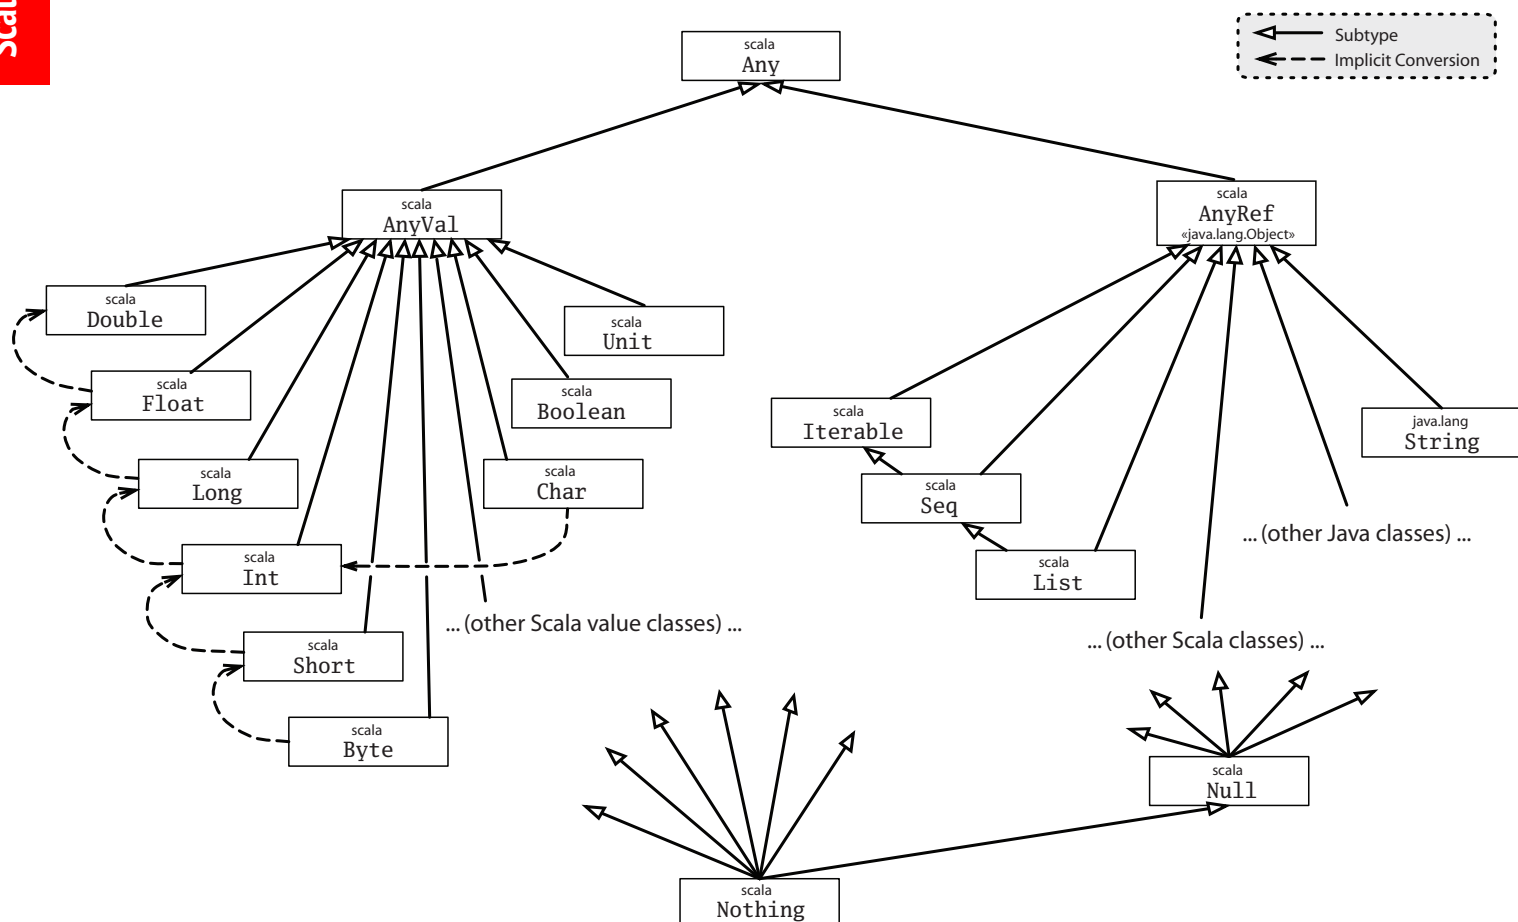 Scal
scala
Any
Subtype
Implicit Conversion
scala
AnyVal
scala
AnyRef
«java.lang.Object»
scala
Double
scala
Unit
scala
Float
scala
Boolean
scala
Iterable
java.lang
String
scala
Long
scala
Char
scala
Seq
... (other Java classes) ...
scala
Int
scala
List
... (other Scala value classes) ...
... (other Scala classes) ...
scala
Short
scala
Byte
scala
Null
scala
Nothing